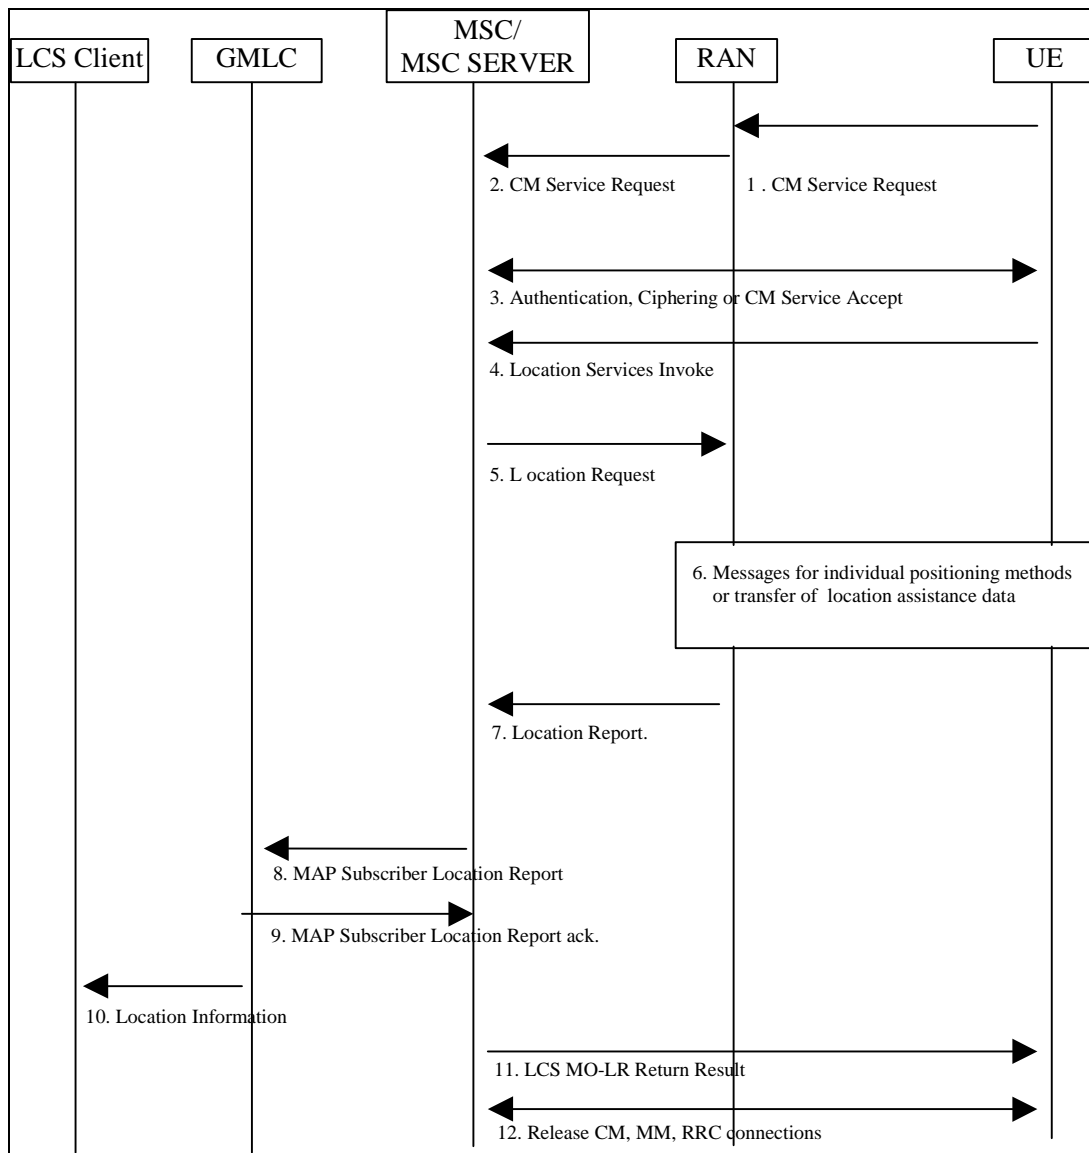 MSC/
MSC SERVER
LCS Client
GMLC
RAN
UE
2. CM Service Request
1 . CM Service Request
3. Authentication, Ciphering or CM Service Accept
4. Location Services Invoke
5. L ocation Request
6. Messages for individual positioning methods
or transfer of location assistance data
7. Location Report.
8. MAP Subscriber Location Report
9. MAP Subscriber Location Report ack.
10. Location Information
11. LCS MO-LR Return Result
12. Release CM, MM, RRC connections